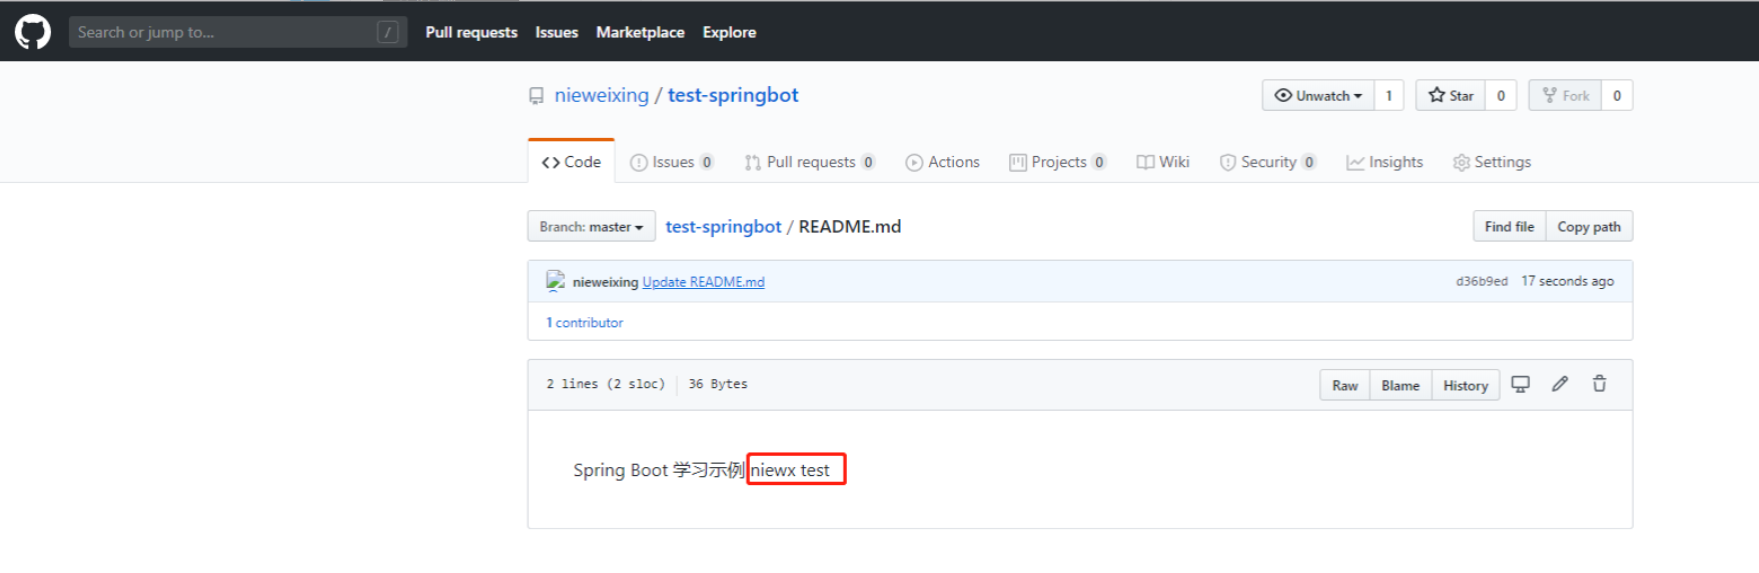 Search or jump to... /
Pull requests Issues Marketplace Explore
nieweixing / test-springbot
Unwatch 1 Star 0 Fork 0
Code Issues 0 Pull requests 0 Actions Projects 0 Wiki Security 0 Insights Settings
Branch: master test-springbot / README.md Find file Copy path
nieweixing Update README.md d36b9ed 17 seconds ago
1 contributor
2 lines (2 sloc) 36 Bytes Raw Blame History
Spring Boot 学习示例 niewx test